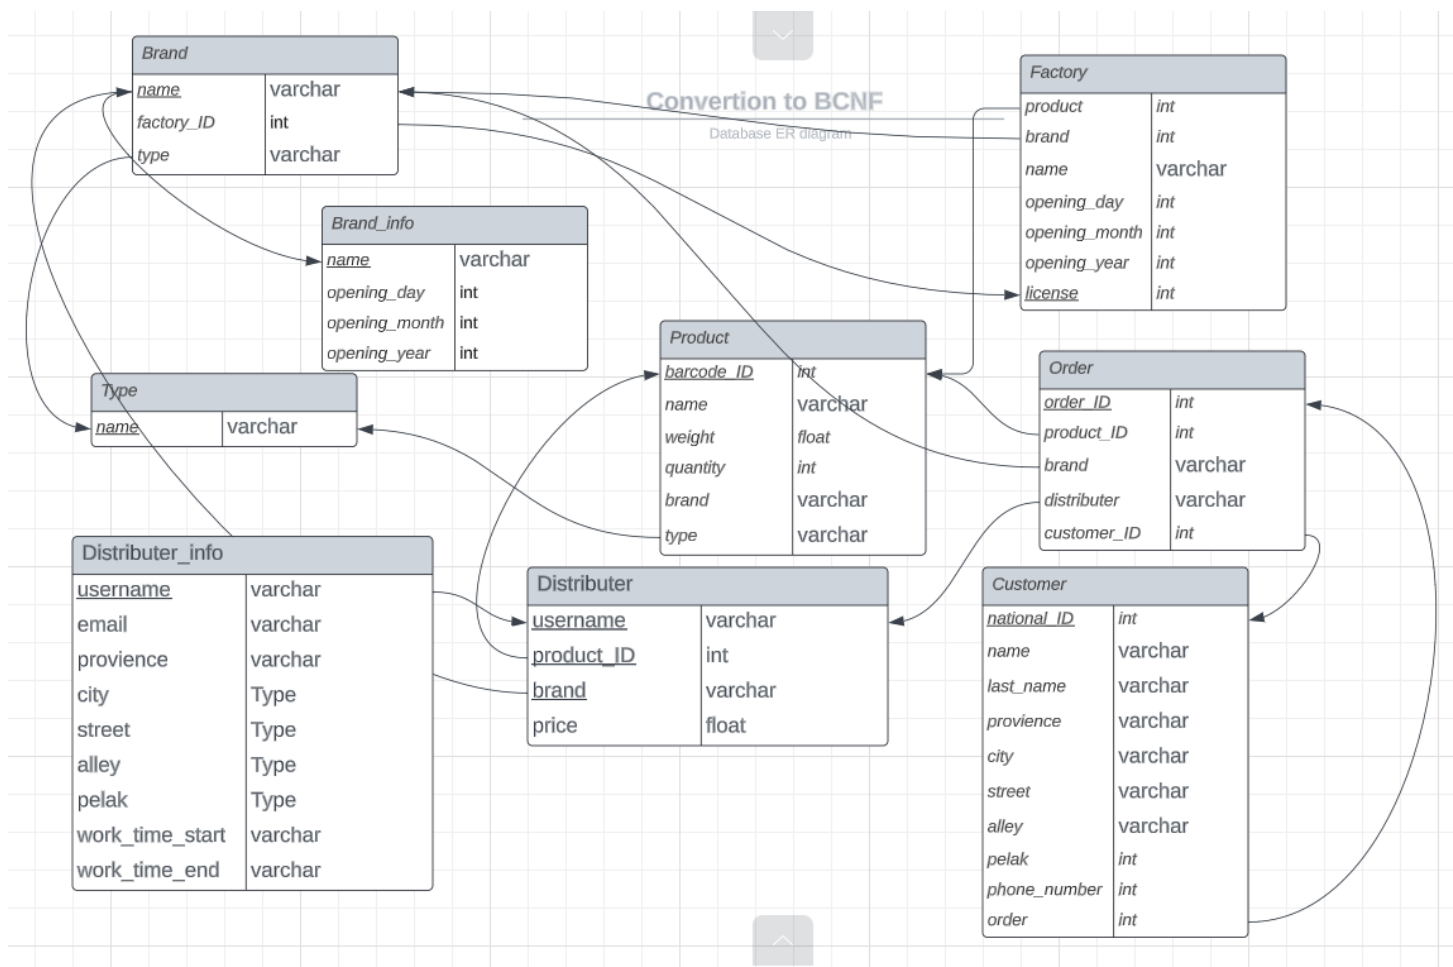 Convertion to BCNF
Database ER diagram
Brand
name varchar
factory_ID int
type varchar
Factory
product int
brand int
name varchar
opening_day int
opening_month int
opening_year int
license int
Brand_info
name varchar
opening_day int
opening_month int
opening_year int
Product
barcode_ID int
name varchar
weight float
quantity int
brand varchar
type varchar
Order
order_ID int
product_ID int
brand varchar
distributer varchar
customer_ID int
Type
name varchar
Distributer_info
username varchar
email varchar
provience varchar
city Type
street Type
alley Type
pelak Type
work_time_start varchar
work_time_end varchar
Distributer
username varchar
product_ID int
brand varchar
price float
Customer
national_ID int
name varchar
last_name varchar
provience varchar
city varchar
street varchar
alley varchar
pelak int
phone_number int
order int